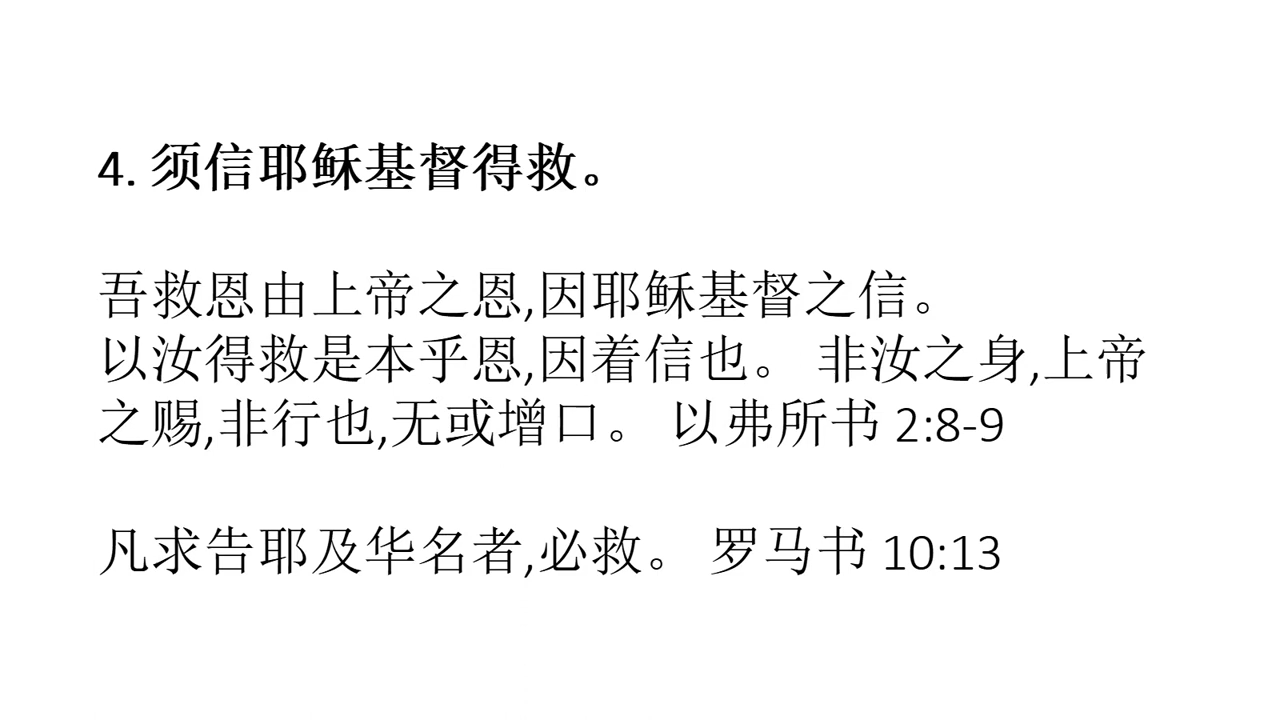 4. 须信耶稣基督得救。
吾救恩由上帝之恩,因耶稣基督之信。
以汝得救是本乎恩,因着信也。 非汝之身,上帝
之赐,非行也,无或增口。 以弗所书 2:8-9
凡求告耶及华名者,必救。 罗马书 10:13